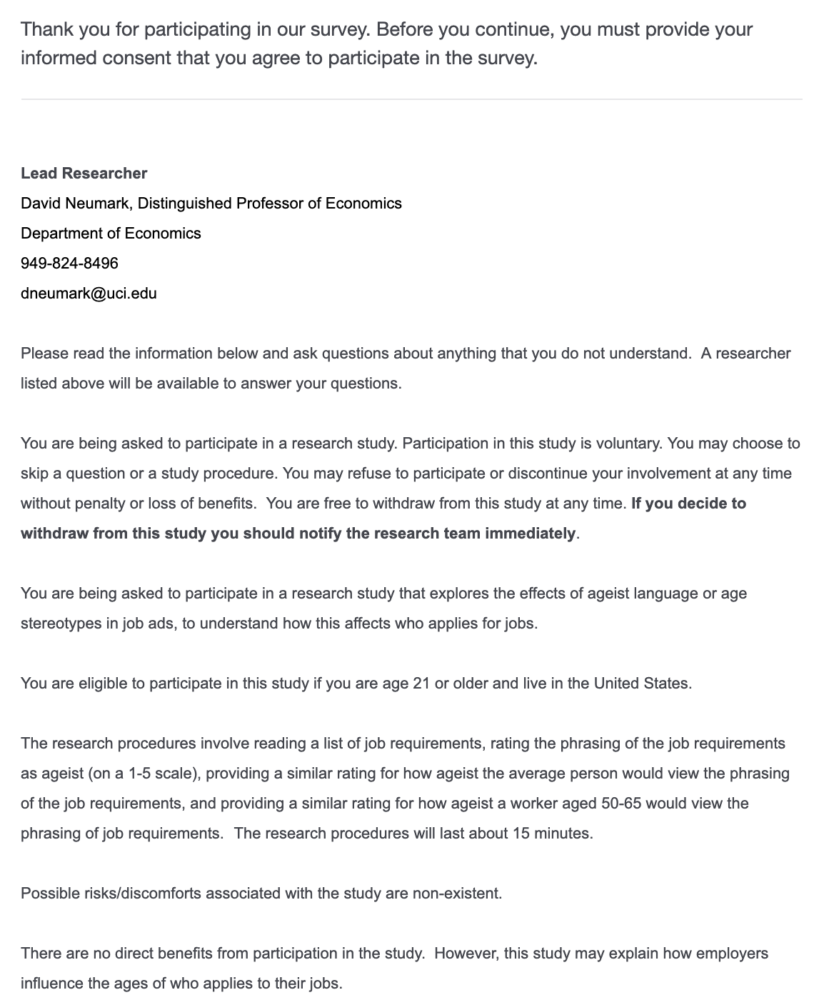 Thank you for participating in our survey. Before you continue, you must provide your
informed consent that you agree to participate in the survey.
Lead Researcher
David Neumark, Distinguished Professor of Economics
Department of Economics
949-824-8496
dneumark@uci.edu
Please read the information below and ask questions about anything that you do not understand.  A researcher
listed above will be available to answer your questions.
You are being asked to participate in a research study. Participation in this study is voluntary. You may choose to
skip a question or a study procedure. You may refuse to participate or discontinue your involvement at any time
without penalty or loss of benefits.  You are free to withdraw from this study at any time. If you decide to
withdraw from this study you should notify the research team immediately.
You are being asked to participate in a research study that explores the effects of ageist language or age
stereotypes in job ads, to understand how this affects who applies for jobs.
You are eligible to participate in this study if you are age 21 or older and live in the United States.
The research procedures involve reading a list of job requirements, rating the phrasing of the job requirements
as ageist (on a 1-5 scale), providing a similar rating for how ageist the average person would view the phrasing
of the job requirements, and providing a similar rating for how ageist a worker aged 50-65 would view the
phrasing of job requirements.  The research procedures will last about 15 minutes.
Possible risks/discomforts associated with the study are non-existent.
There are no direct benefits from participation in the study.  However, this study may explain how employers
influence the ages of who applies to their jobs.